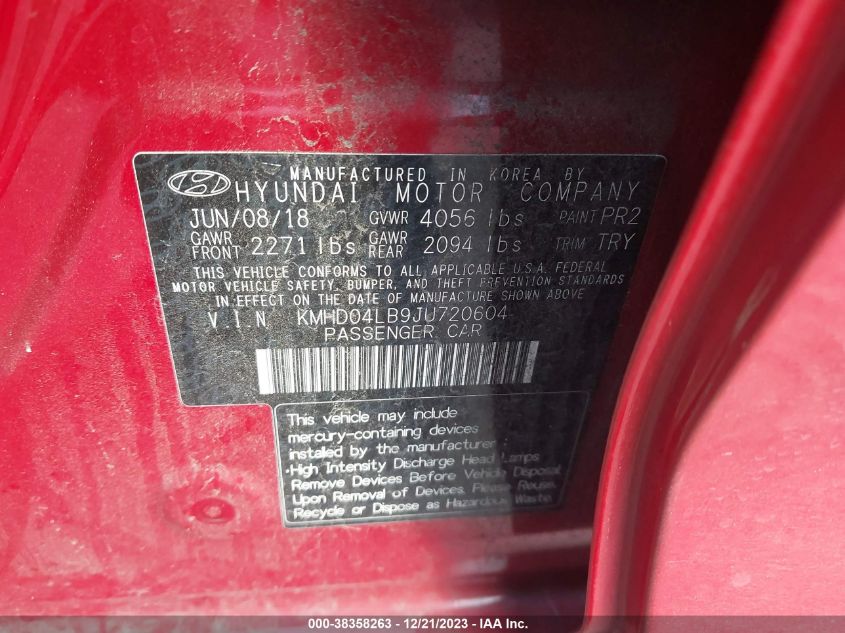 MANUFACTURED IN KOREA BY
HYUNDAI MOTOR COMPANY
JUN/08/18 GVWR 4056 lbs PAINT PR2
GAWR FRONT 2271 lbs GAWR REAR 2094 lbs TRIM TRY
THIS VEHICLE CONFORMS TO ALL APPLICABLE U.S.A. FEDERAL
MOTOR VEHICLE SAFETY, BUMPER, AND THEFT PREVENTION STANDARDS
IN EFFECT ON THE DATE OF MANUFACTURE SHOWN ABOVE
V.I.N KMHD04LB9JU720604
PASSENGER CAR
This vehicle may include
mercury-containing devices
installed by the manufacturer:
•High Intensity Discharge Head Lamps
Remove Devices Before Vehicle Disposal
Upon Removal of Devices, Please Reuse,
Recycle or Dispose as Hazardous Waste.
000-38358263 - 12/21/2023 - IAA Inc.